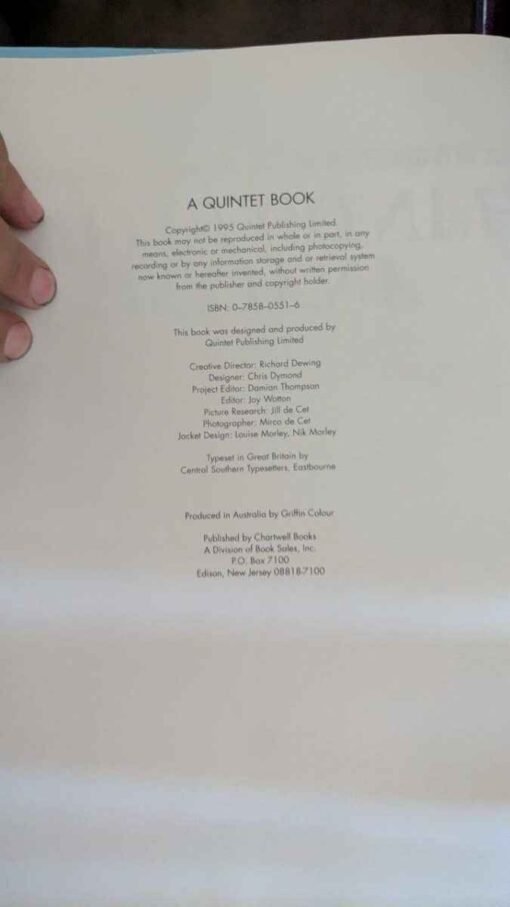 A QUINTET BOOK
Copyright© 1995 Quintet Publishing Limited.
This book may not be reproduced in whole or in part, in any
means, electronic or mechanical, including photocopying,
recording or by any information storage and or retrieval system
now known or hereafter invented, without written permission
from the publisher and copyright holder.
ISBN: 0-7858-0551-6
This book was designed and produced by
Quintet Publishing Limited
Creative Director: Richard Dewing
Designer: Chris Dymond
Project Editor: Damian Thompson
Editor: Joy Wotton
Picture Research: Jill de Cet
Photographer: Mirco de Cet
Jacket Design: Louise Morley, Nik Morley
Typeset in Great Britain by
Central Southern Typesetters, Eastbourne
Produced in Australia by Griffin Colour
Published by Chartwell Books
A Division of Book Sales, Inc.
P.O. Box 7100
Edison, New Jersey 08818-7100